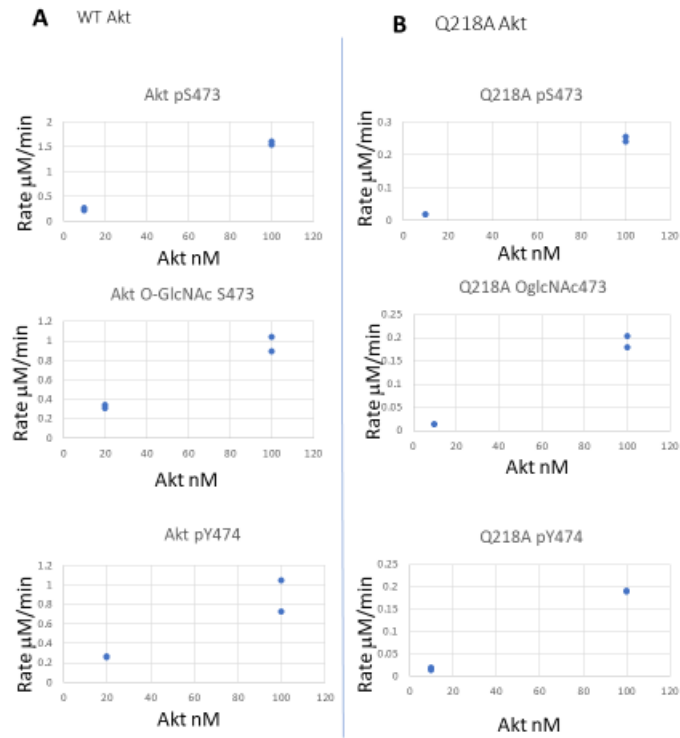 A WT Akt
Akt pS473
2
1.5
1
0.5
0
0 20 40 60 80 100 120
Rate μM/min
Akt nM
Akt O-GlcNAc S473
1.2
1
0.8
0.6
0.4
0.2
0
0 20 40 60 80 100 120
Rate μM/min
Akt nM
Akt pY474
1.2
1
0.8
0.6
0.4
0.2
0
0 20 40 60 80 100 120
Rate μM/min
Akt nM
B Q218A Akt
Q218A pS473
0.3
0.2
0.1
0
0 20 40 60 80 100 120
Rate μM/min
Akt nM
Q218A OglcNAc473
0.25
0.2
0.15
0.1
0.05
0
0 20 40 60 80 100 120
Rate μM/min
Akt nM
Q218A pY474
0.25
0.2
0.15
0.1
0.05
0
0 20 40 60 80 100 120
Rate μM/min
Akt nM